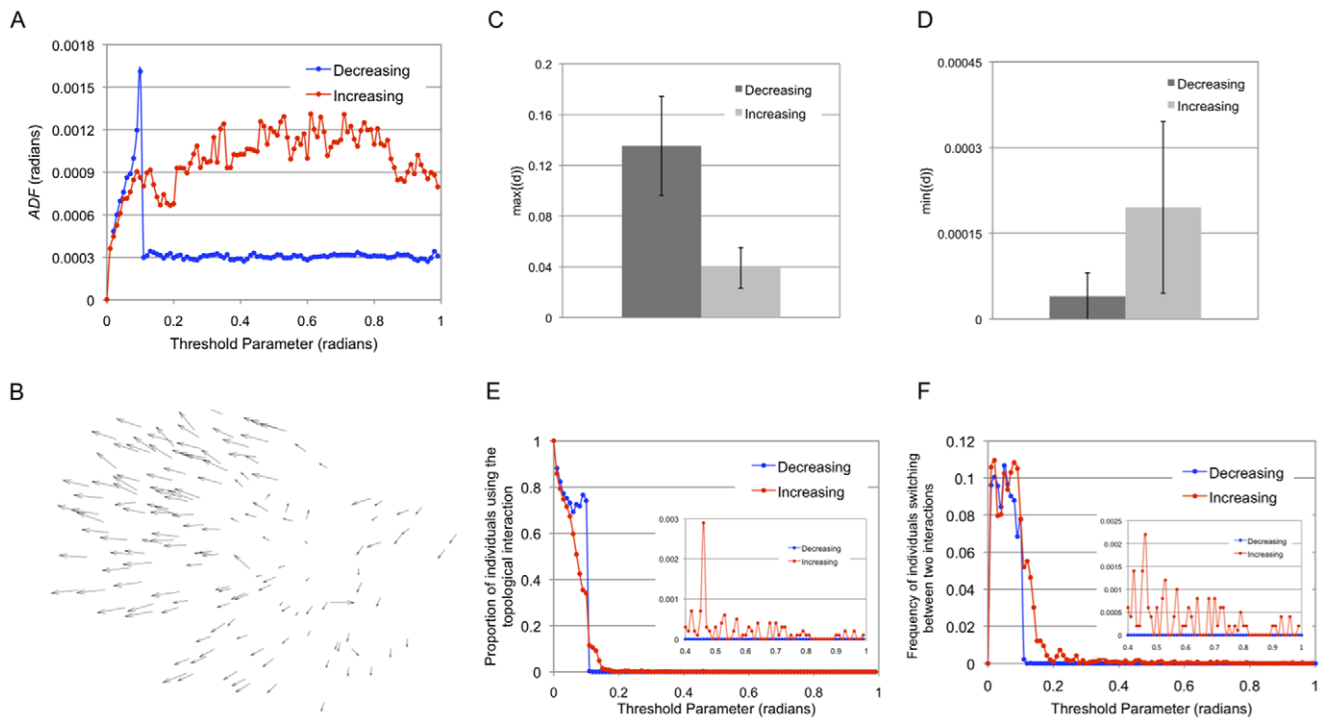 A
0.0018
0.0015
0.0012
0.0009
0.0006
0.0003
0
ADF (radians)
Decreasing
Increasing
0 0.2 0.4 0.6 0.8 1
Threshold Parameter (radians)
C
0.2
0.16
0.12
0.08
0.04
0
max{⟨d⟩}
Decreasing
Increasing
D
0.00045
0.0003
0.00015
0
min{⟨d⟩}
Decreasing
Increasing
B
E
1
0.8
0.6
0.4
0.2
0
Proportion of individuals using the
topological interaction
Decreasing
Increasing
0.003
0.002
0.001
0
Decreasing
Increasing
0.4 0.5 0.6 0.7 0.8 0.9 1
0 0.2 0.4 0.6 0.8 1
Threshold Parameter (radians)
F
0.12
0.1
0.08
0.06
0.04
0.02
0
Frequency of individuals switching
between two interactions
Decreasing
Increasing
0.0025
0.002
0.0015
0.001
0.0005
0
Decreasing
Increasing
0.4 0.5 0.6 0.7 0.8 0.9 1
0 0.2 0.4 0.6 0.8 1
Threshold Parameter (radians)